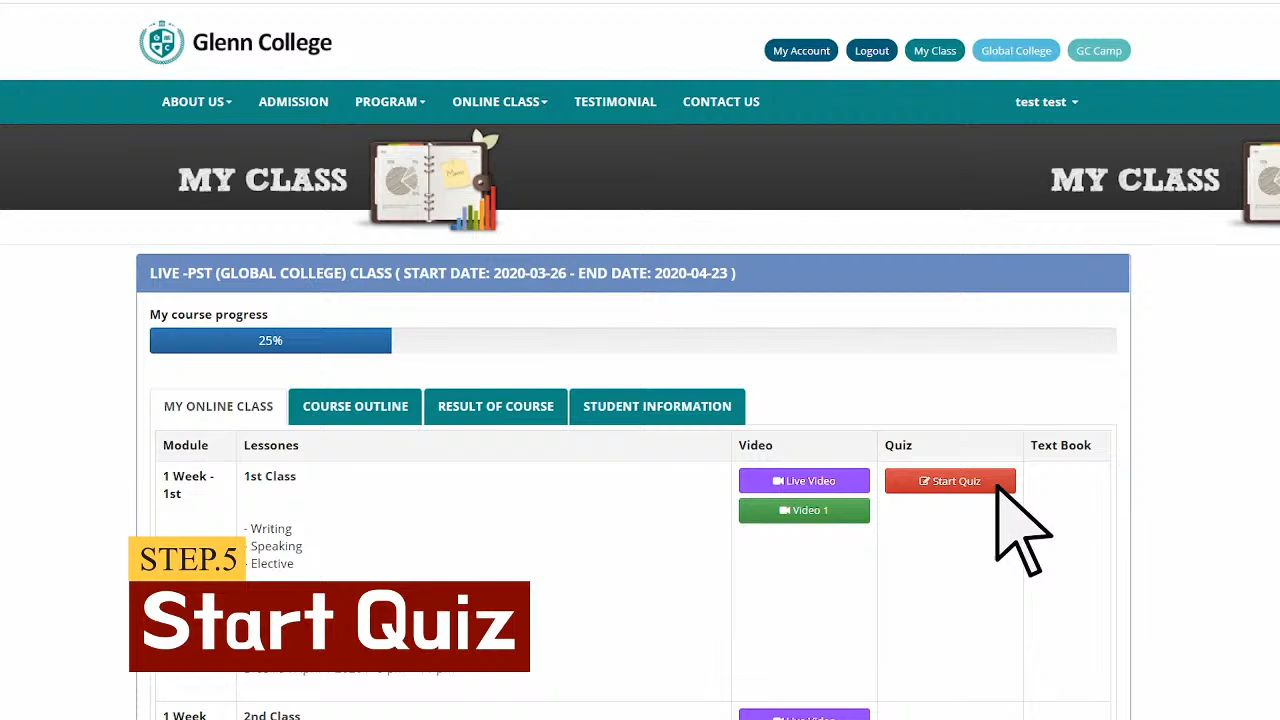 Glenn College
My Account
Logout
My Class
Global College
GC Camp
ABOUT US
ADMISSION
PROGRAM
ONLINE CLASS
TESTIMONIAL
CONTACT US
test test
MY CLASS
MY CLASS
LIVE -PST (GLOBAL COLLEGE) CLASS ( START DATE: 2020-03-26 - END DATE: 2020-04-23 )
My course progress
25%
MY ONLINE CLASS
COURSE OUTLINE
RESULT OF COURSE
STUDENT INFORMATION
Module
Lessones
Video
Quiz
Text Book
1 Week -
1st
1st Class
Live Video
Start Quiz
Video 1
- Writing
- Speaking
- Elective
STEP.5
Start Quiz
1 Week
2nd Class
Live Video